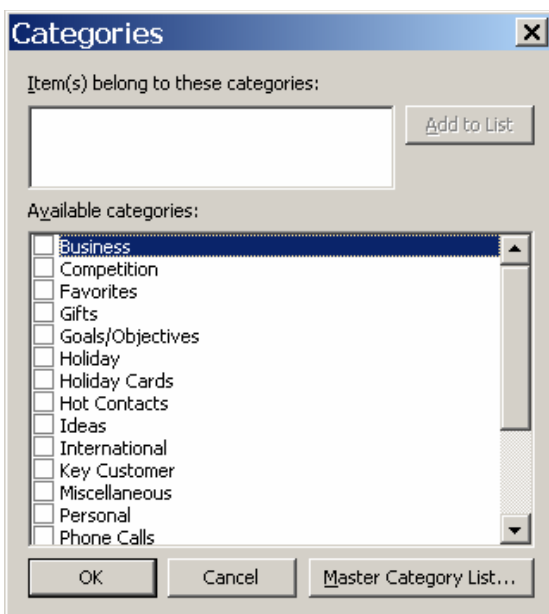 Categories
Item(s) belong to these categories:
Add to List
Available categories:
Business
Competition
Favorites
Gifts
Goals/Objectives
Holiday
Holiday Cards
Hot Contacts
Ideas
International
Key Customer
Miscellaneous
Personal
Phone Calls
OK Cancel Master Category List...